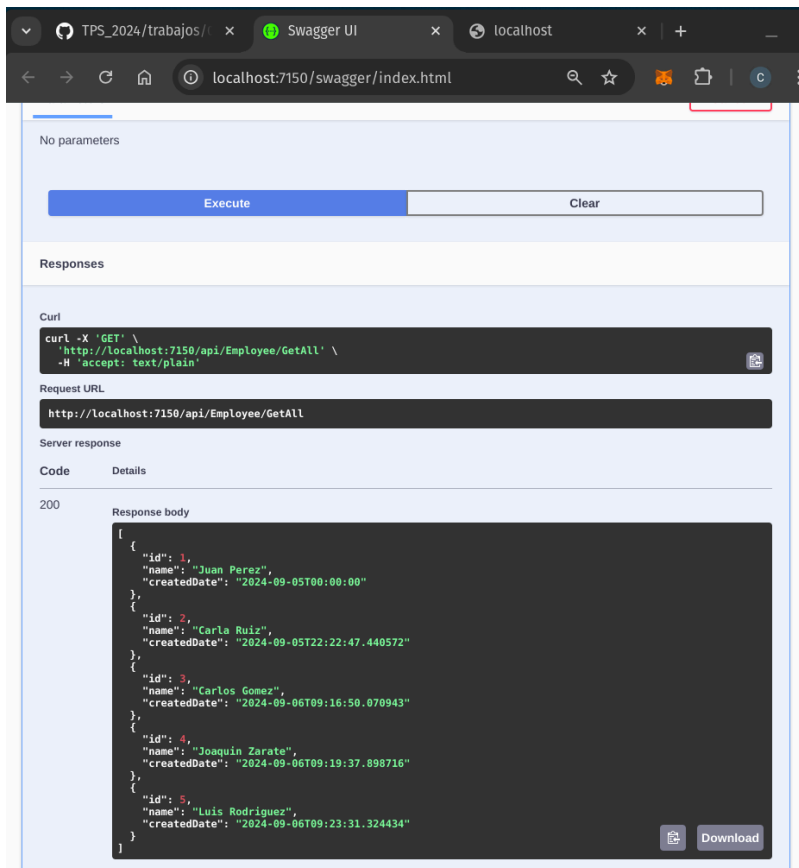 TPS_2024/trabajos/
Swagger UI
localhost
localhost:7150/swagger/index.html
C
No parameters
Execute
Clear
Responses
Curl
curl -X 'GET' \
'http://localhost:7150/api/Employee/GetAll' \
-H 'accept: text/plain'
Request URL
http://localhost:7150/api/Employee/GetAll
Server response
Code Details
200
Response body
[
{
"id": 1,
"name": "Juan Perez",
"createdDate": "2024-09-05T00:00:00"
},
{
"id": 2,
"name": "Carla Ruiz",
"createdDate": "2024-09-05T22:22:47.440572"
},
{
"id": 3,
"name": "Carlos Gomez",
"createdDate": "2024-09-06T09:16:50.070943"
},
{
"id": 4,
"name": "Joaquin Zarate",
"createdDate": "2024-09-06T09:19:37.898716"
},
{
"id": 5,
"name": "Luis Rodriguez",
"createdDate": "2024-09-06T09:23:31.324434"
}
]
Download